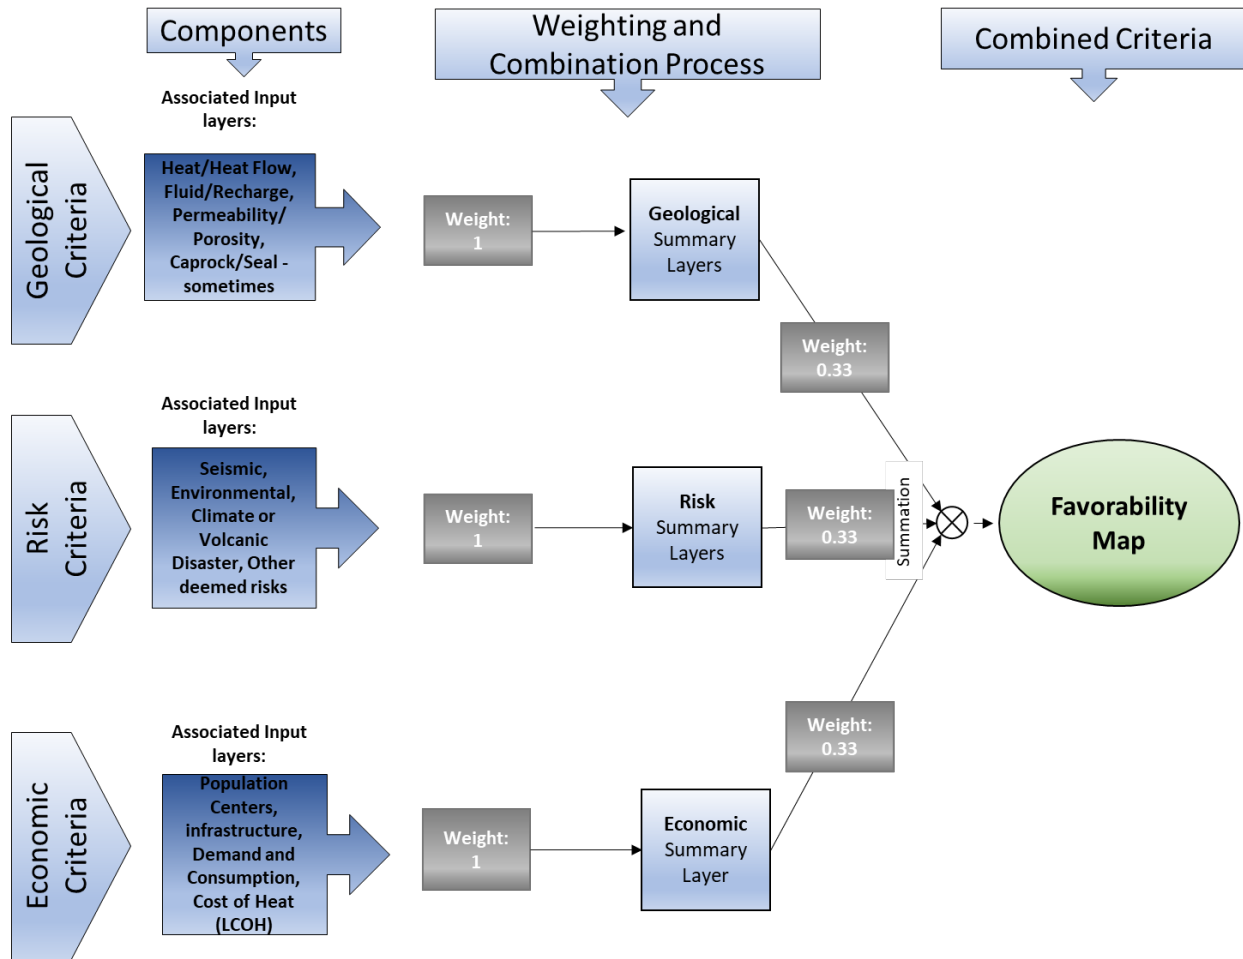 Components
Weighting and
Combination Process
Combined Criteria
Geological
Criteria
Associated Input
layers:
Heat/Heat Flow,
Fluid/Recharge,
Permeability/
Porosity,
Caprock/Seal -
sometimes
Weight:
1
Geological
Summary
Layers
Weight:
0.33
Risk
Criteria
Associated Input
layers:
Seismic,
Environmental,
Climate or
Volcanic
Disaster, Other
deemed risks
Weight:
1
Risk
Summary
Layers
Weight:
0.33
Summation
Favorability
Map
Economic
Criteria
Associated Input
layers:
Population
Centers,
infrastructure,
Demand and
Consumption,
Cost of Heat
(LCOH)
Weight:
1
Economic
Summary
Layer
Weight:
0.33